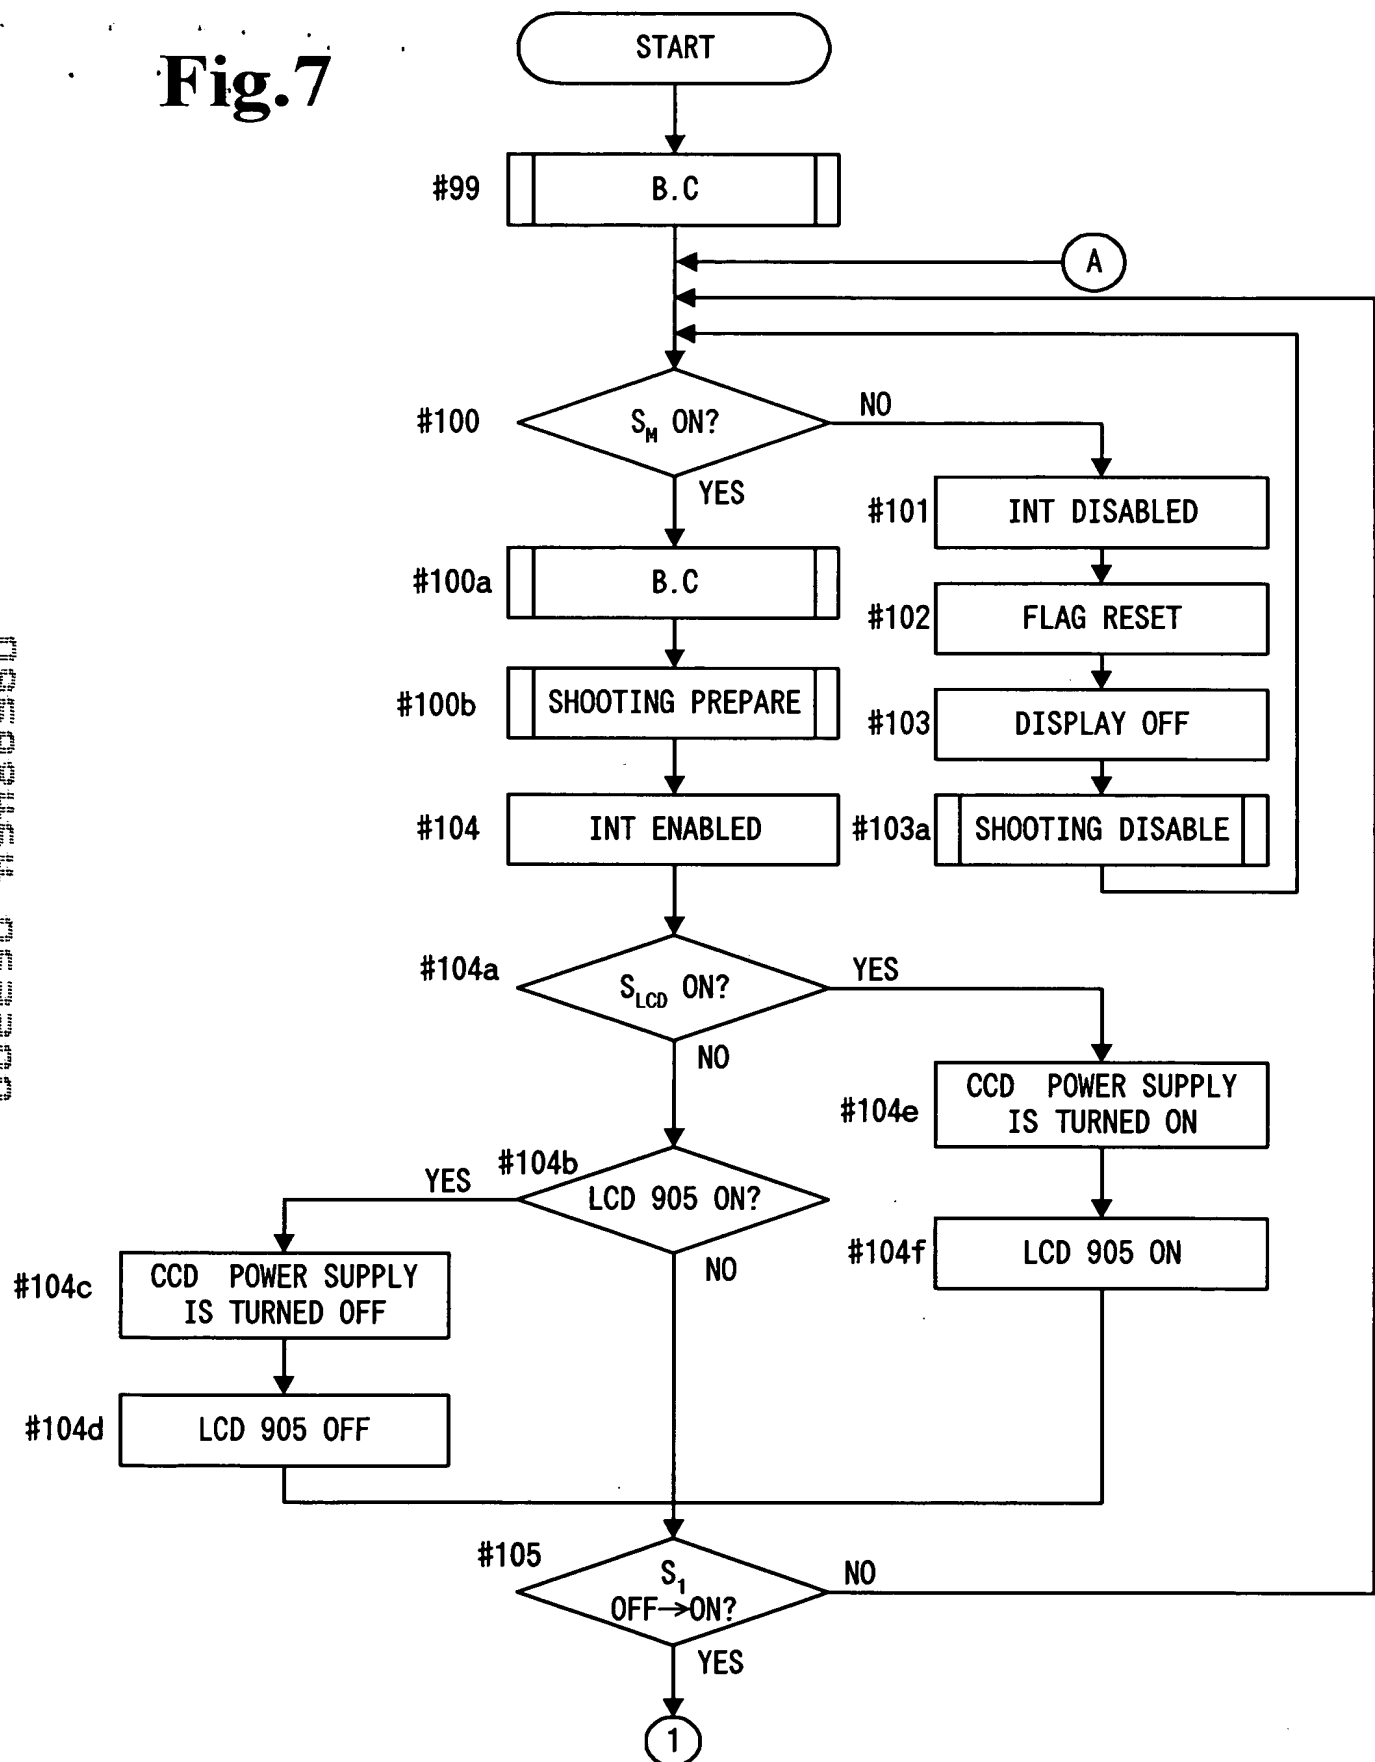 Fig.7
START
#99
B.C
A
#100
S_M ON?
NO
YES
#101
INT DISABLED
#100a
B.C
#102
FLAG RESET
#100b
SHOOTING PREPARE
#103
DISPLAY OFF
#104
INT ENABLED
#103a
SHOOTING DISABLE
#104a
S_LCD ON?
YES
NO
#104e
CCD POWER SUPPLY
IS TURNED ON
#104b
LCD 905 ON?
YES
NO
#104f
LCD 905 ON
#104c
CCD POWER SUPPLY
IS TURNED OFF
#104d
LCD 905 OFF
#105
S_1
OFF→ON?
NO
YES
1